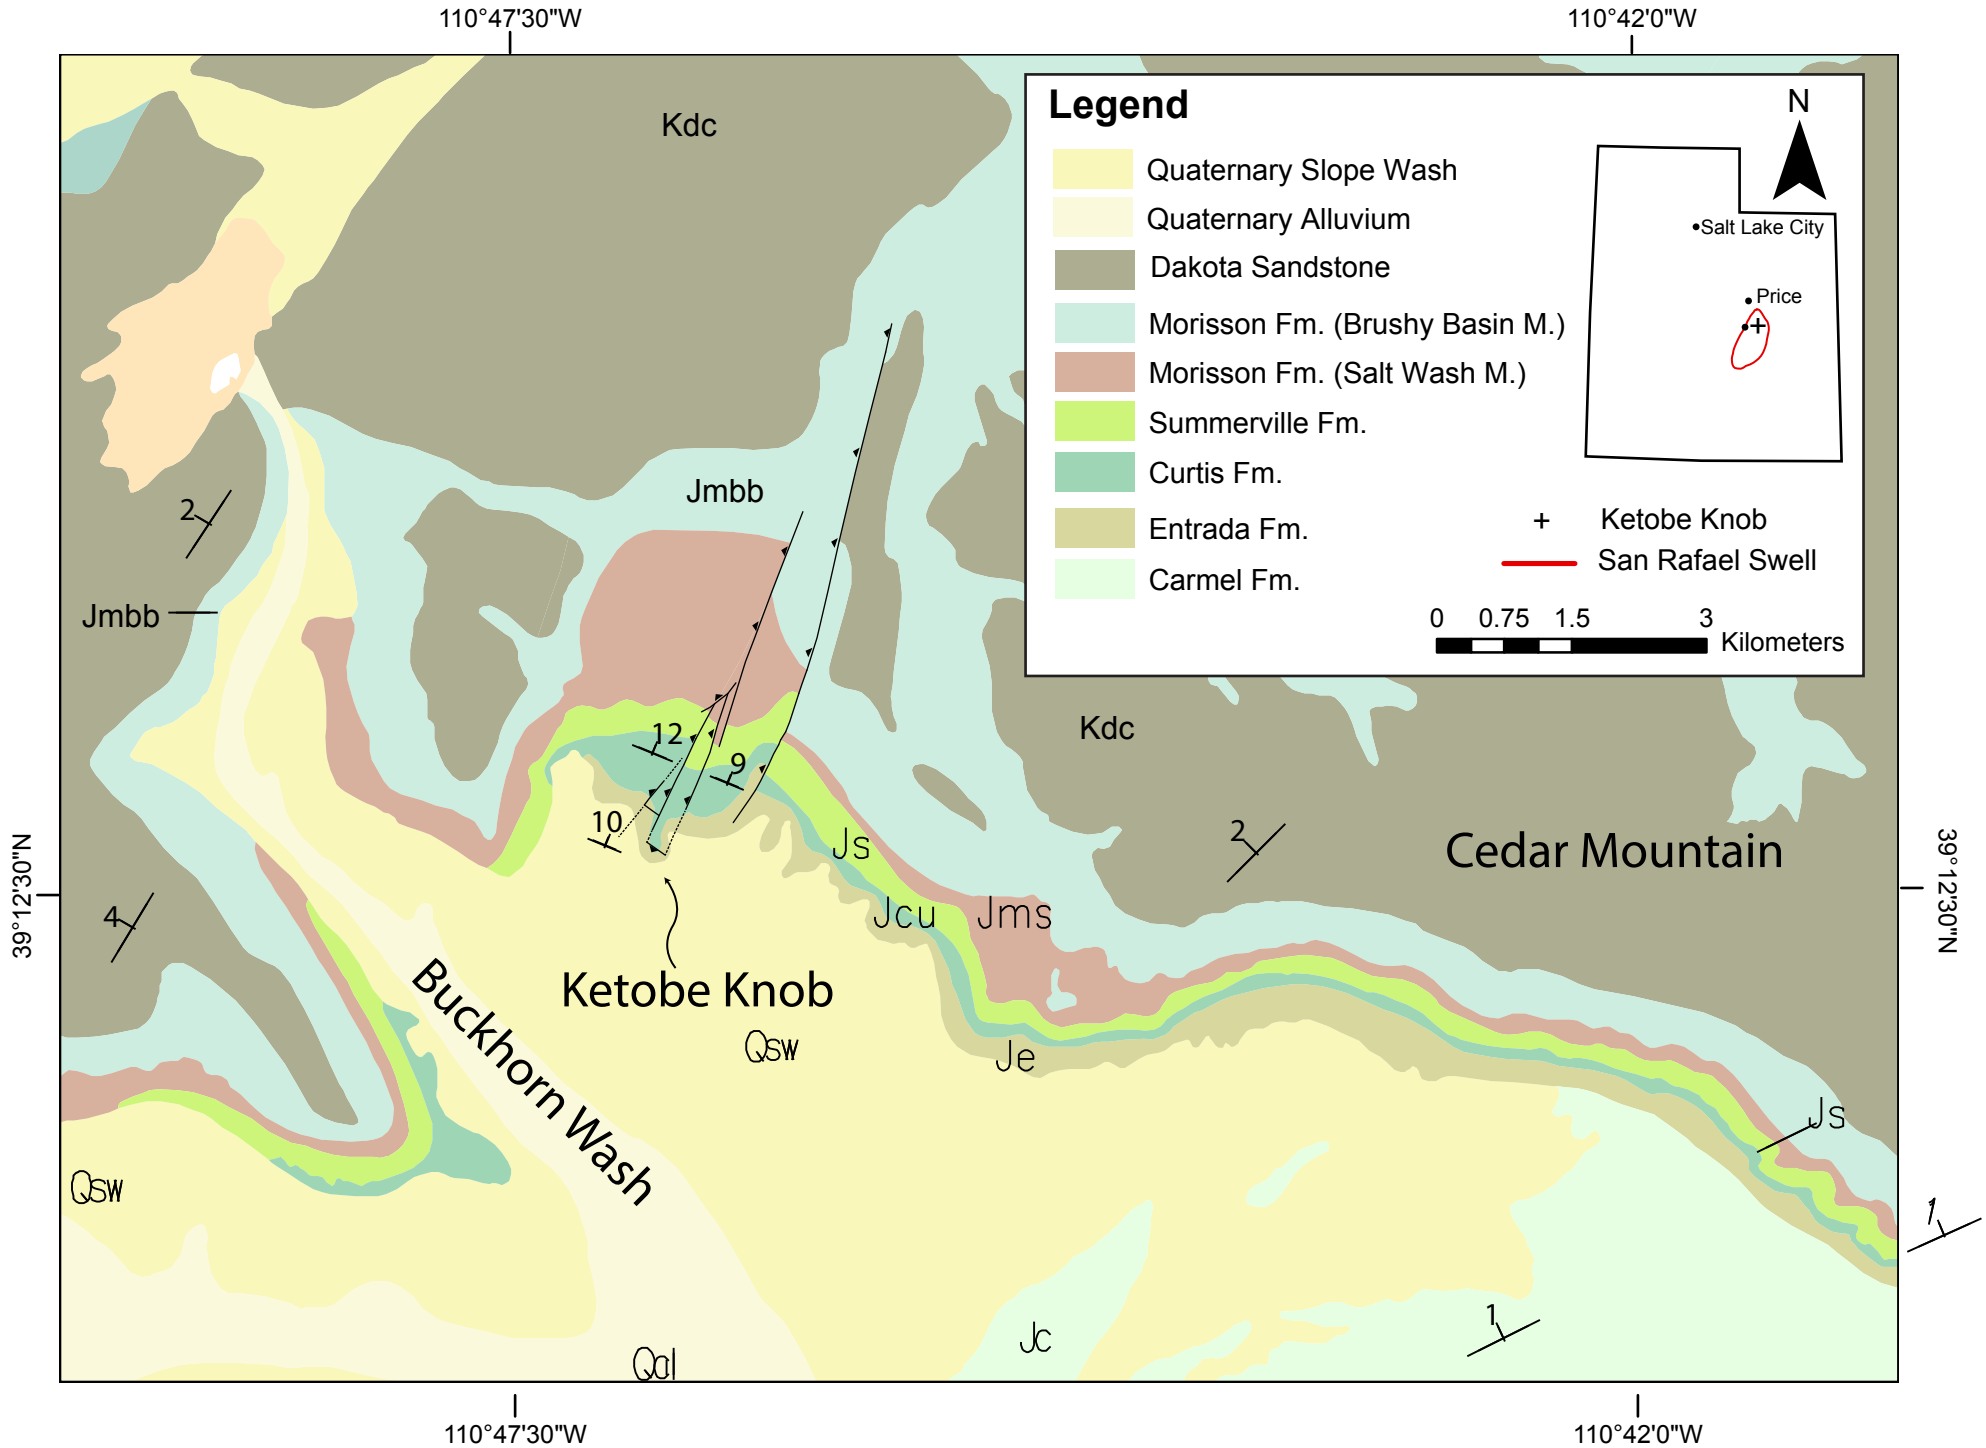 110°47'30"W
110°42'0"W
Legend
N
Kdc
Quaternary Slope Wash
Quaternary Alluvium
Salt Lake City
Dakota Sandstone
Price
Morisson Fm. (Brushy Basin M.)
Morisson Fm. (Salt Wash M.)
Summerville Fm.
Curtis Fm.
Jmbb
2
Entrada Fm.
+ Ketobe Knob
San Rafael Swell
Carmel Fm.
Jmbb
0 0.75 1.5 3
Kilometers
12
Kdc
9
10
2
Js
Cedar Mountain
39°12'30"N
39°12'30"N
4
Jcu
Jms
Ketobe Knob
Buckhorn Wash
Qsw
Je
Js
Qsw
1
1
Jc
Qal
110°47'30"W
110°42'0"W